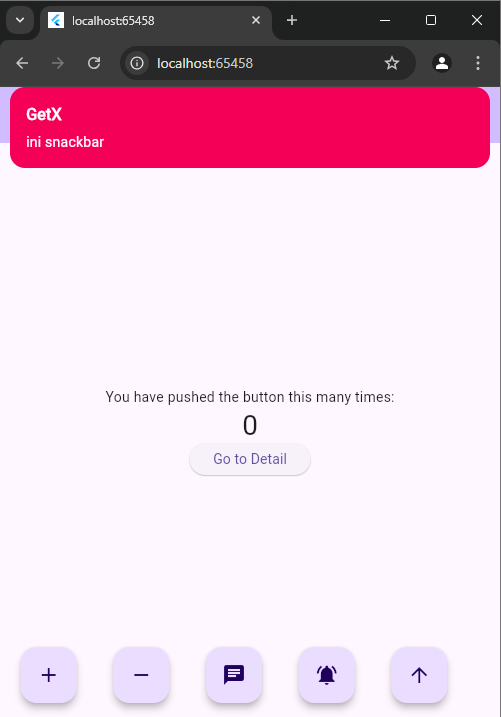 localhost:65458
localhost:65458
GetX
ini snackbar
You have pushed the button this many times:
0
Go to Detail